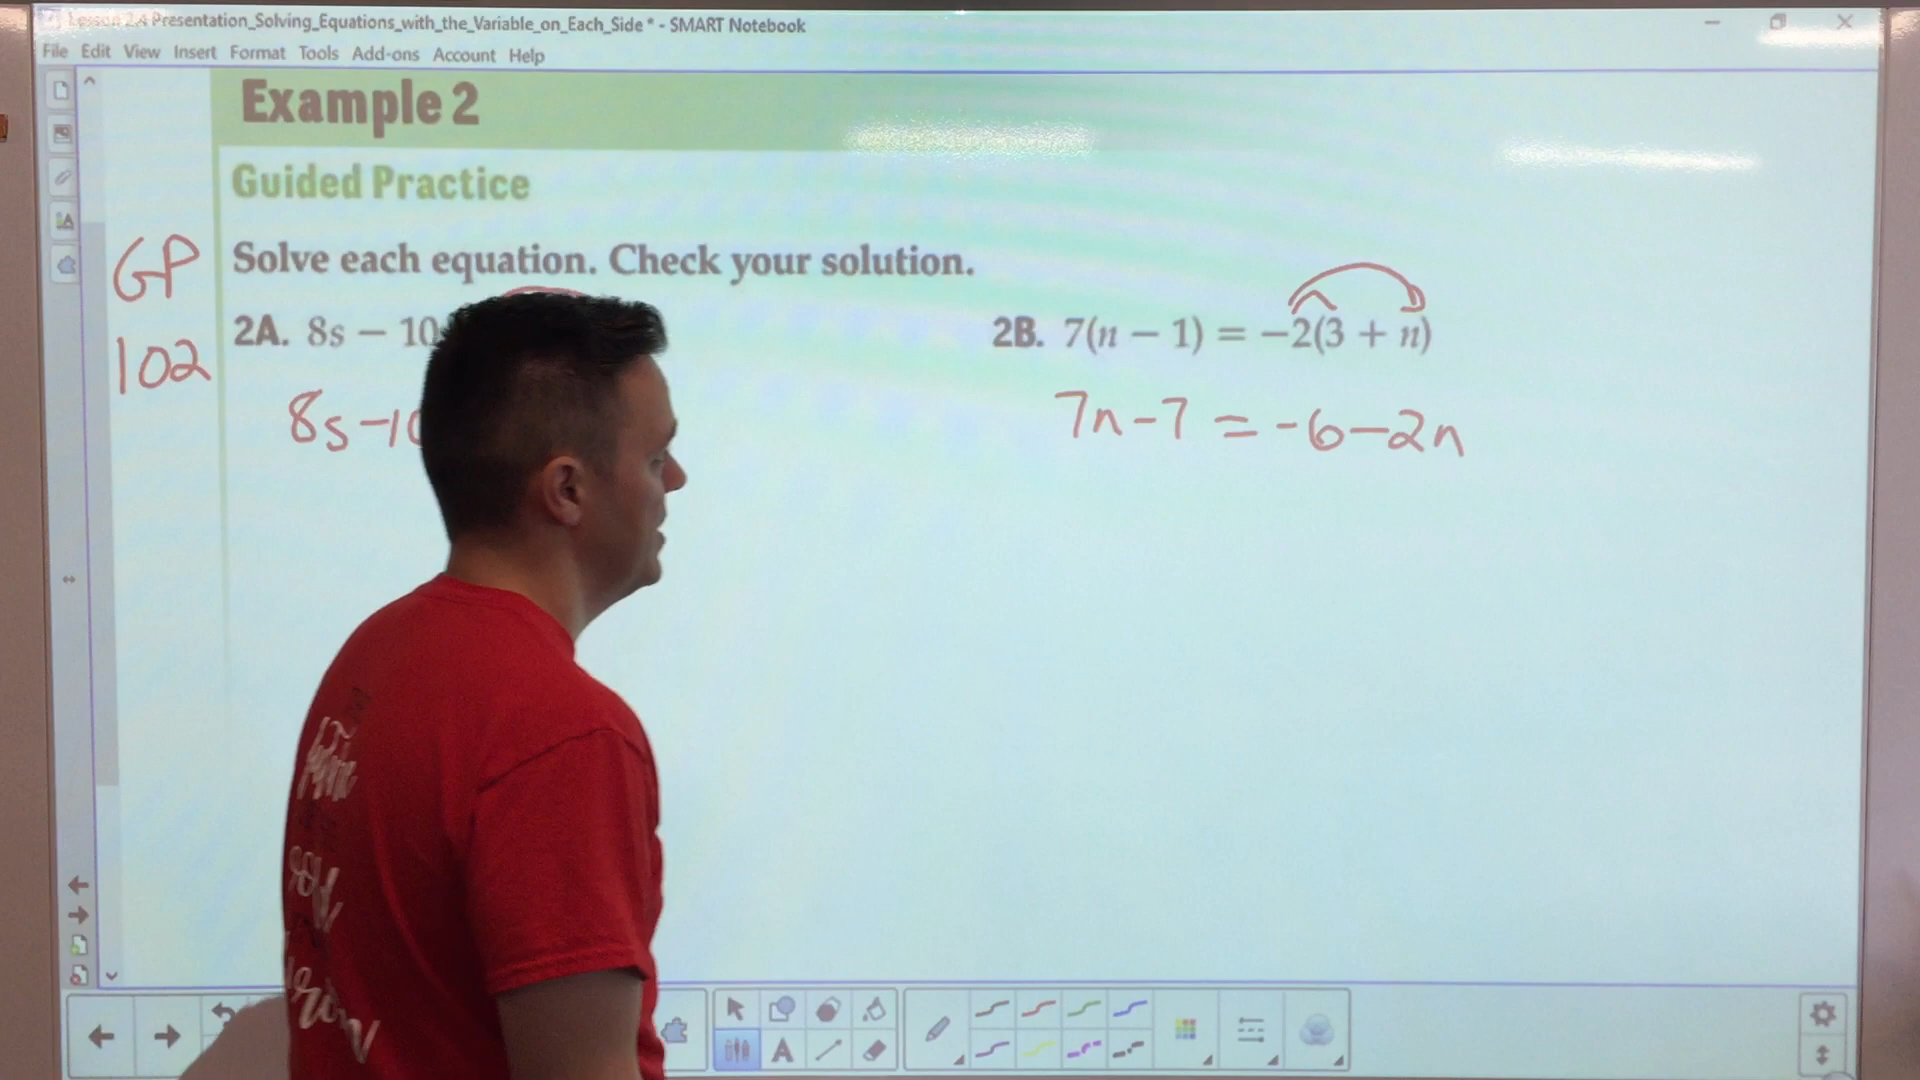 Lesson 2.4 Presentation_Solving_Equations_with_the_Variable_on_Each_Side * - SMART Notebook
File Edit View Insert Format Tools Add-ons Account Help
Example 2
Guided Practice
Solve each equation. Check your solution.
GP
102
2A. 8s – 10
8s-10
2B. 7(n – 1) = –2(3 + n)
7n-7 = -6-2n
A